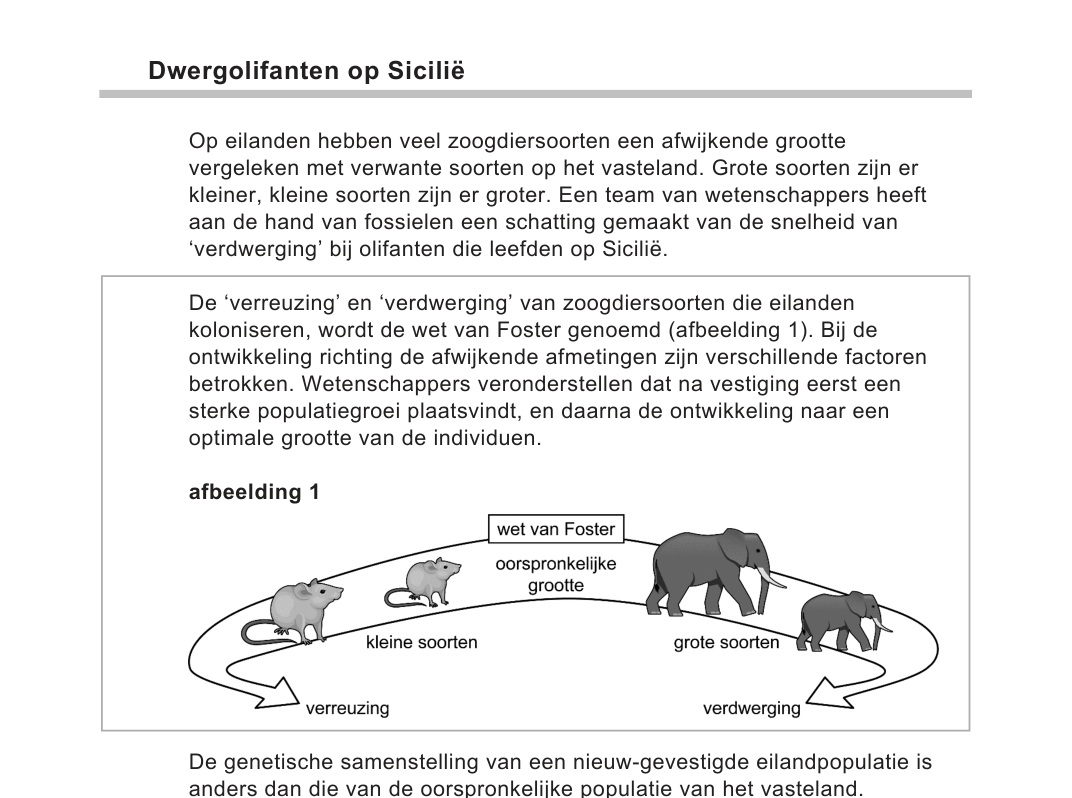 Dwergolifanten op Sicilië
Op eilanden hebben veel zoogdiersoorten een afwijkende grootte
vergeleken met verwante soorten op het vasteland. Grote soorten zijn er
kleiner, kleine soorten zijn er groter. Een team van wetenschappers heeft
aan de hand van fossielen een schatting gemaakt van de snelheid van
‘verdwerging’ bij olifanten die leefden op Sicilië.
De ‘verreuzing’ en ‘verdwerging’ van zoogdiersoorten die eilanden
koloniseren, wordt de wet van Foster genoemd (afbeelding 1). Bij de
ontwikkeling richting de afwijkende afmetingen zijn verschillende factoren
betrokken. Wetenschappers veronderstellen dat na vestiging eerst een
sterke populatiegroei plaatsvindt, en daarna de ontwikkeling naar een
optimale grootte van de individuen.
afbeelding 1
wet van Foster
oorspronkelijke
grootte
kleine soorten
grote soorten
verreuzing
verdwerging
De genetische samenstelling van een nieuw-gevestigde eilandpopulatie is
anders dan die van de oorspronkelijke populatie van het vasteland.